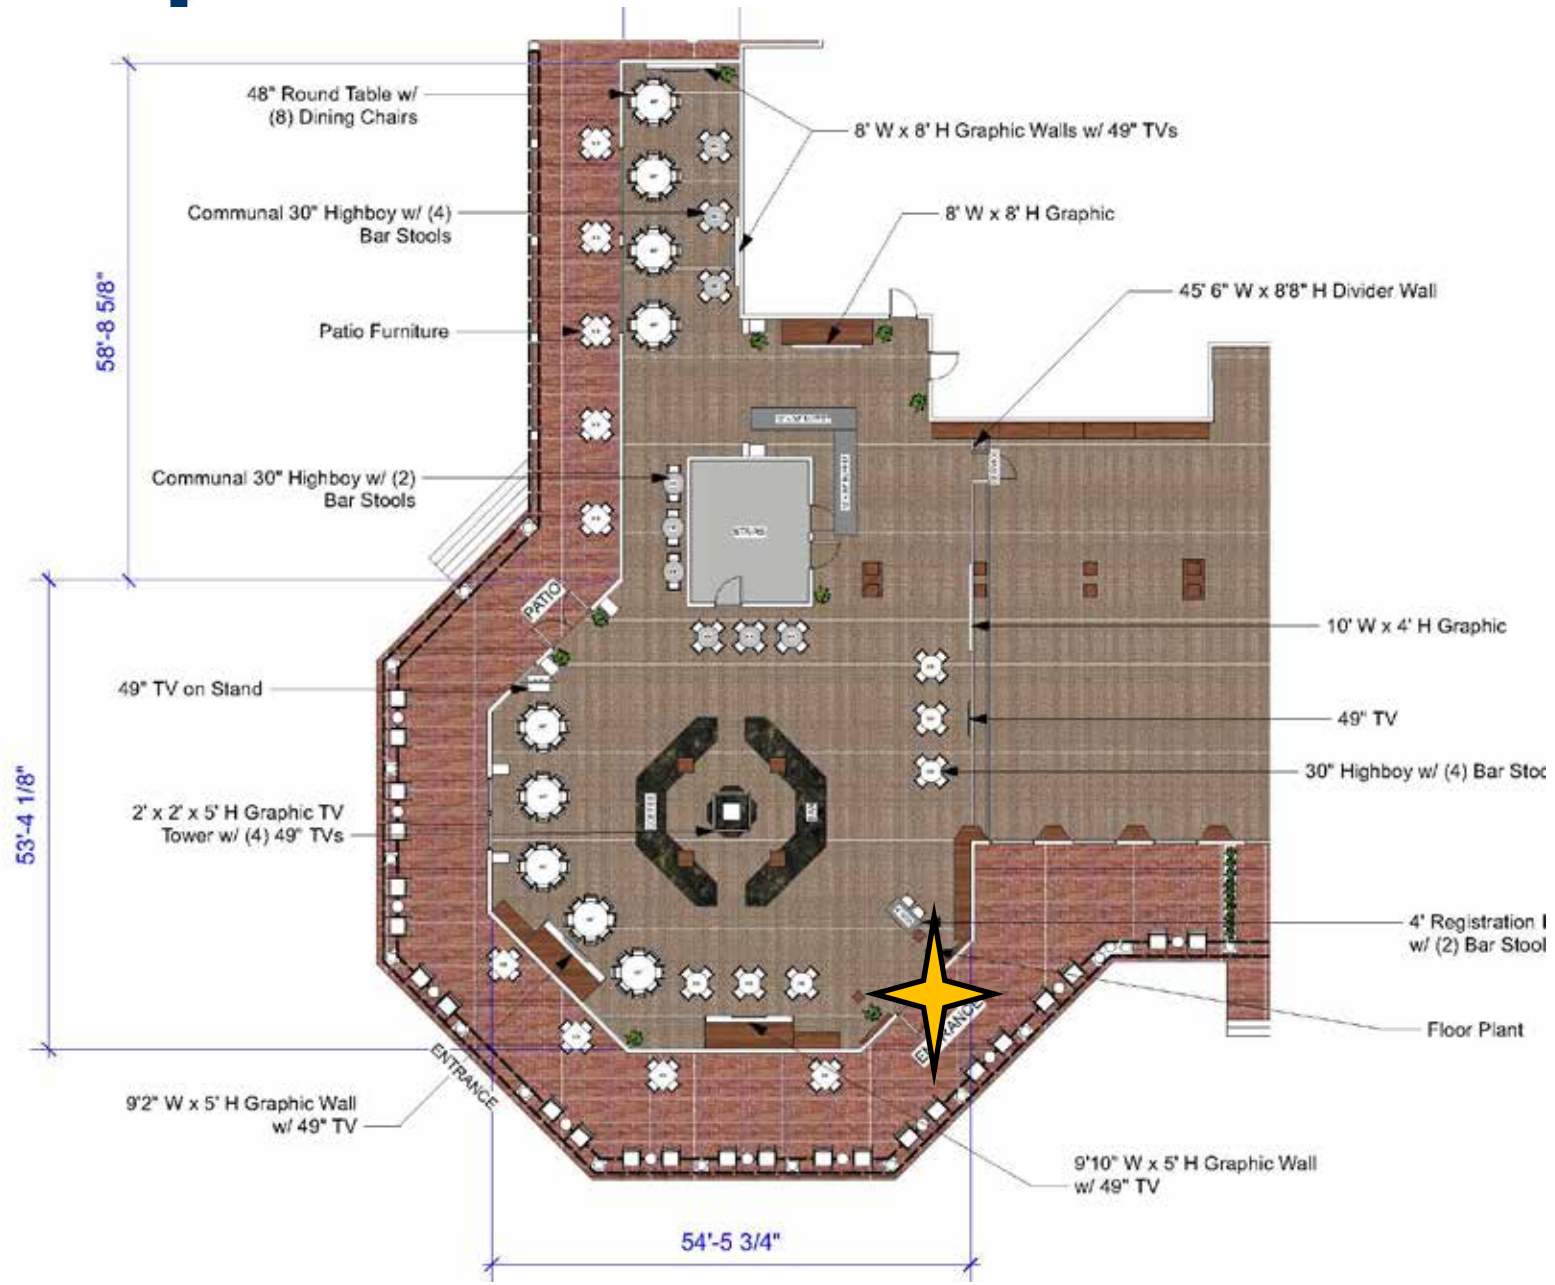 48" Round Table w/
(8) Dining Chairs
8' W x 8' H Graphic Walls w/ 49" TVs
Communal 30" Highboy w/ (4)
Bar Stools
8' W x 8' H Graphic
58'-8 5/8"
45' 6" W x 8'8" H Divider Wall
Patio Furniture
Communal 30" Highboy w/ (2)
Bar Stools
PATIO
10' W x 4' H Graphic
49" TV on Stand
49" TV
30" Highboy w/ (4) Bar
2' x 2' x 5' H Graphic TV
Tower w/ (4) 49" TVs
COFFEE
BAR
53'-4 1/8"
4' Registration
w/ (2) Bar
ENTRANCE
Floor Plant
ENTRANCE
9'2" W x 5' H Graphic Wall
w/ 49" TV
9'10" W x 5' H Graphic Wall
w/ 49" TV
54'-5 3/4"